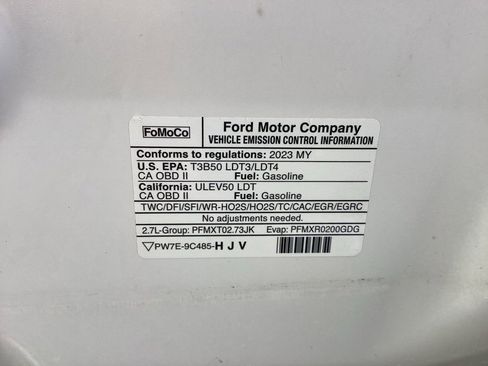 FoMoCo
Ford Motor Company
VEHICLE EMISSION CONTROL INFORMATION
Conforms to regulations: 2023 MY
U.S. EPA: T3B50 LDT3/LDT4
CA OBD II Fuel: Gasoline
California: ULEV50 LDT
CA OBD II Fuel: Gasoline
TWC/DFI/SFI/WR-HO2S/HO2S/TC/CAC/EGR/EGRC
No adjustments needed.
2.7L-Group: PFMXT02.73JK Evap: PFMXR0200GDG
PW7E-9C485-H J V